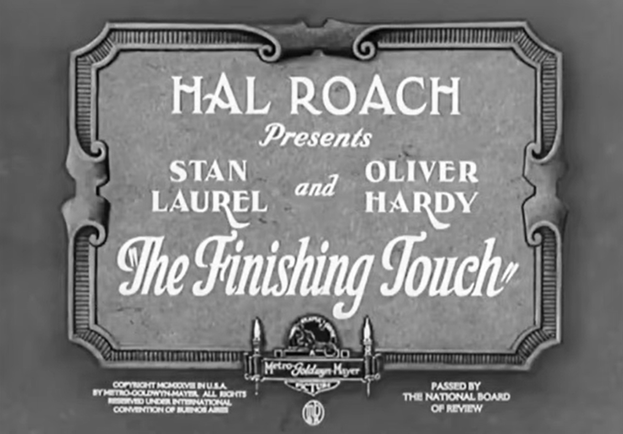 HAL ROACH
Presents
STAN
LAUREL
and
OLIVER
HARDY
"The Finishing Touch"
Metro-Goldwyn-Mayer
PICTURE
COPYRIGHT MCMXXVIII IN U.S.A.
BY METRO-GOLDWYN-MAYER. ALL RIGHTS
RESERVED UNDER INTERNATIONAL
CONVENTION OF BUENOS AIRES
PASSED BY
THE NATIONAL BOARD
OF REVIEW